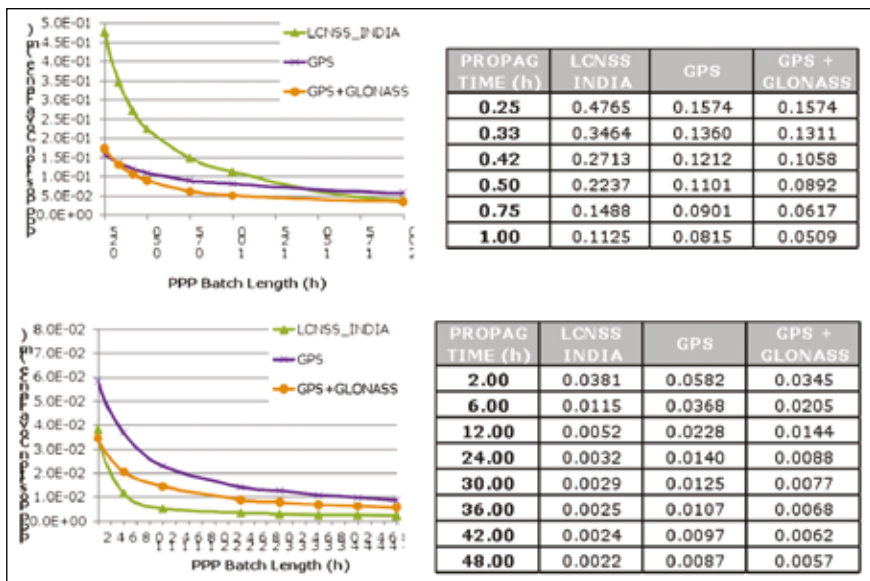 5.0E-01
4.5E-01
4.0E-01
3.5E-01
3.0E-01
2.5E-01
2.0E-01
1.5E-01
1.0E-01
5.0E-02
0.0E+00
LCNSS_INDIA
GPS
GPS+GLONASS
PPP Batch Length (h)
PROPAG TIME (h) LCNSS INDIA GPS GPS + GLONASS
0.25 0.4765 0.1574 0.1574
0.33 0.3464 0.1360 0.1311
0.42 0.2713 0.1212 0.1058
0.50 0.2237 0.1101 0.0892
0.75 0.1488 0.0901 0.0617
1.00 0.1125 0.0815 0.0509
8.0E-02
7.0E-02
6.0E-02
5.0E-02
4.0E-02
3.0E-02
2.0E-02
1.0E-02
0.0E+00
LCNSS_INDIA
GPS
GPS+GLONASS
2 4 6 8
PPP Batch Length (h)
PROPAG TIME (h) LCNSS INDIA GPS GPS + GLONASS
2.00 0.0381 0.0582 0.0345
6.00 0.0115 0.0368 0.0205
12.00 0.0052 0.0228 0.0144
24.00 0.0032 0.0140 0.0088
30.00 0.0029 0.0125 0.0077
36.00 0.0025 0.0107 0.0068
42.00 0.0024 0.0097 0.0062
48.00 0.0022 0.0087 0.0057